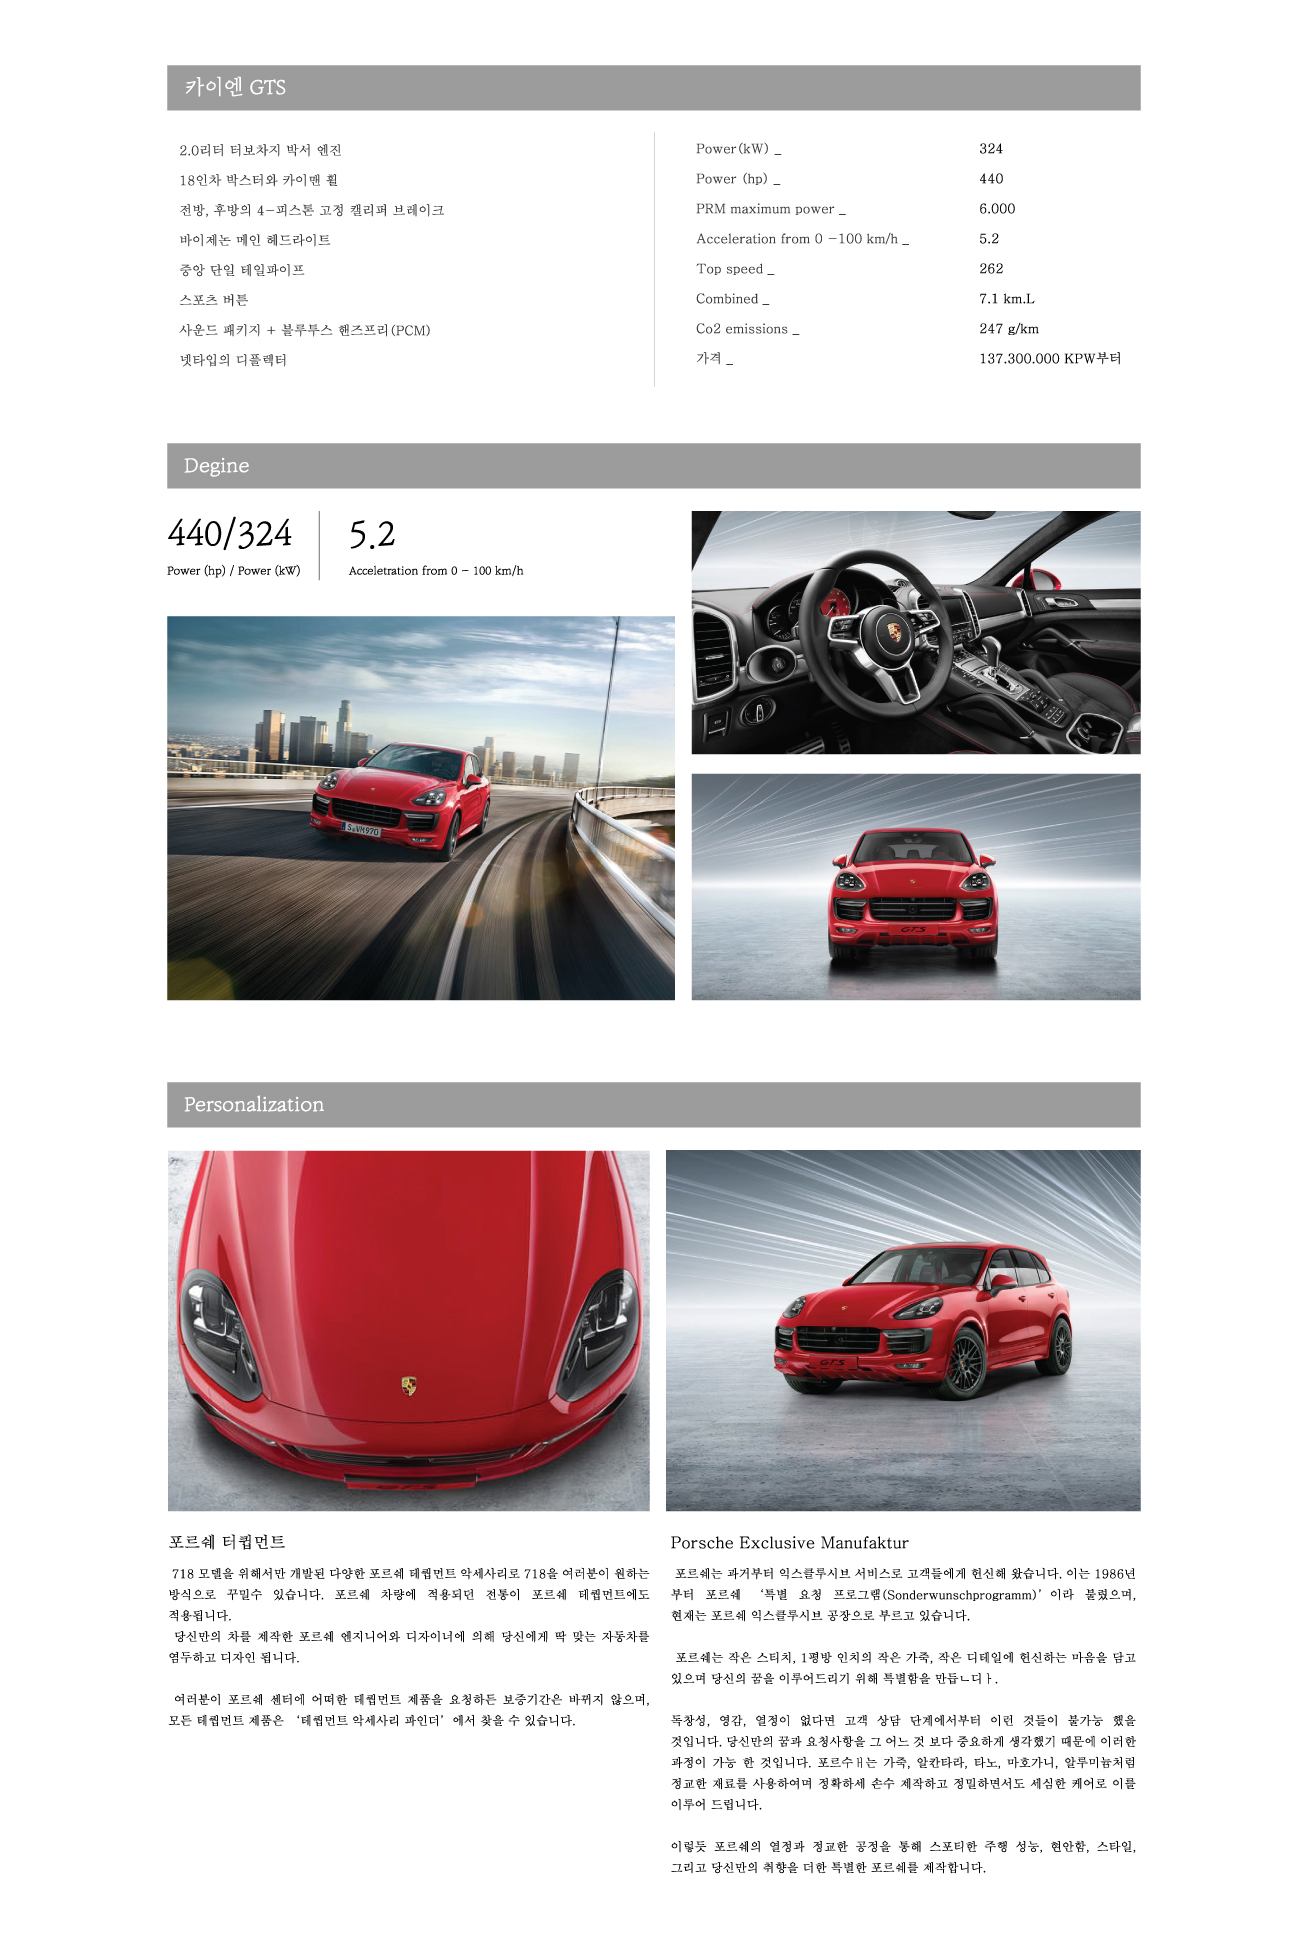 카이엔 GTS
2.0리터 터보차지 박서 엔진
18인차 박스터와 카이맨 휠
전방, 후방의 4-피스톤 고정 캘리퍼 브레이크
바이제논 메인 헤드라이트
중앙 단일 테일파이프
스포츠 버튼
사운드 패키지 + 블루투스 핸즈프리(PCM)
넷타입의 디플렉터
Power(kW) _ 324
Power (hp) _ 440
PRM maximum power _ 6.000
Acceleration from 0 -100 km/h _ 5.2
Top speed _ 262
Combined _ 7.1 km.L
Co2 emissions _ 247 g/km
가격 _ 137.300.000 KPW부터
Degine
440/324
Power (hp) / Power (kW)
5.2
Acceletration from 0 - 100 km/h
S VM970
GTS
Personalization
GTS
GTS
포르쉐 터큅먼트
718 모델을 위해서만 개발된 다양한 포르쉐 테큅먼트 악세사리로 718을 여러분이 원하는
방식으로 꾸밀수 있습니다. 포르쉐 차량에 적용되던 전통이 포르쉐 테큅먼트에도
적용됩니다.
당신만의 차를 제작한 포르쉐 엔지니어와 디자이너에 의해 당신에게 딱 맞는 자동차를
염두하고 디자인 됩니다.
여러분이 포르쉐 센터에 어떠한 테큅먼트 제품을 요청하든 보증기간은 바뀌지 않으며,
모든 테큅먼트 제품은 ‘테큅먼트 악세사리 파인더’에서 찾을 수 있습니다.
Porsche Exclusive Manufaktur
포르쉐는 과거부터 익스클루시브 서비스로 고객들에게 헌신해 왔습니다. 이는 1986년
부터 포르쉐 ‘특별 요청 프로그램(Sonderwunschprogramm)’이라 불렸으며,
현재는 포르쉐 익스클루시브 공장으로 부르고 있습니다.
포르쉐는 작은 스티치, 1평방 인치의 작은 가죽, 작은 디테일에 헌신하는 마음을 담고
있으며 당신의 꿈을 이루어드리기 위해 특별함을 만듭ㄴ디ㅏ.
독창성, 영감, 열정이 없다면 고객 상담 단계에서부터 이런 것들이 불가능 했을
것입니다. 당신만의 꿈과 요청사항을 그 어느 것 보다 중요하게 생각했기 때문에 이러한
과정이 가능 한 것입니다. 포르수ㅐ는 가죽, 알칸타라, 타노, 마호가니, 알루미늄처럼
정교한 재료를 사용하여며 정확하세 손수 제작하고 정밀하면서도 세심한 케어로 이를
이루어 드립니다.
이렇듯 포르쉐의 열정과 정교한 공정을 통해 스포티한 주행 성능, 현안함, 스타일,
그리고 당신만의 취향을 더한 특별한 포르쉐를 제작합니다.